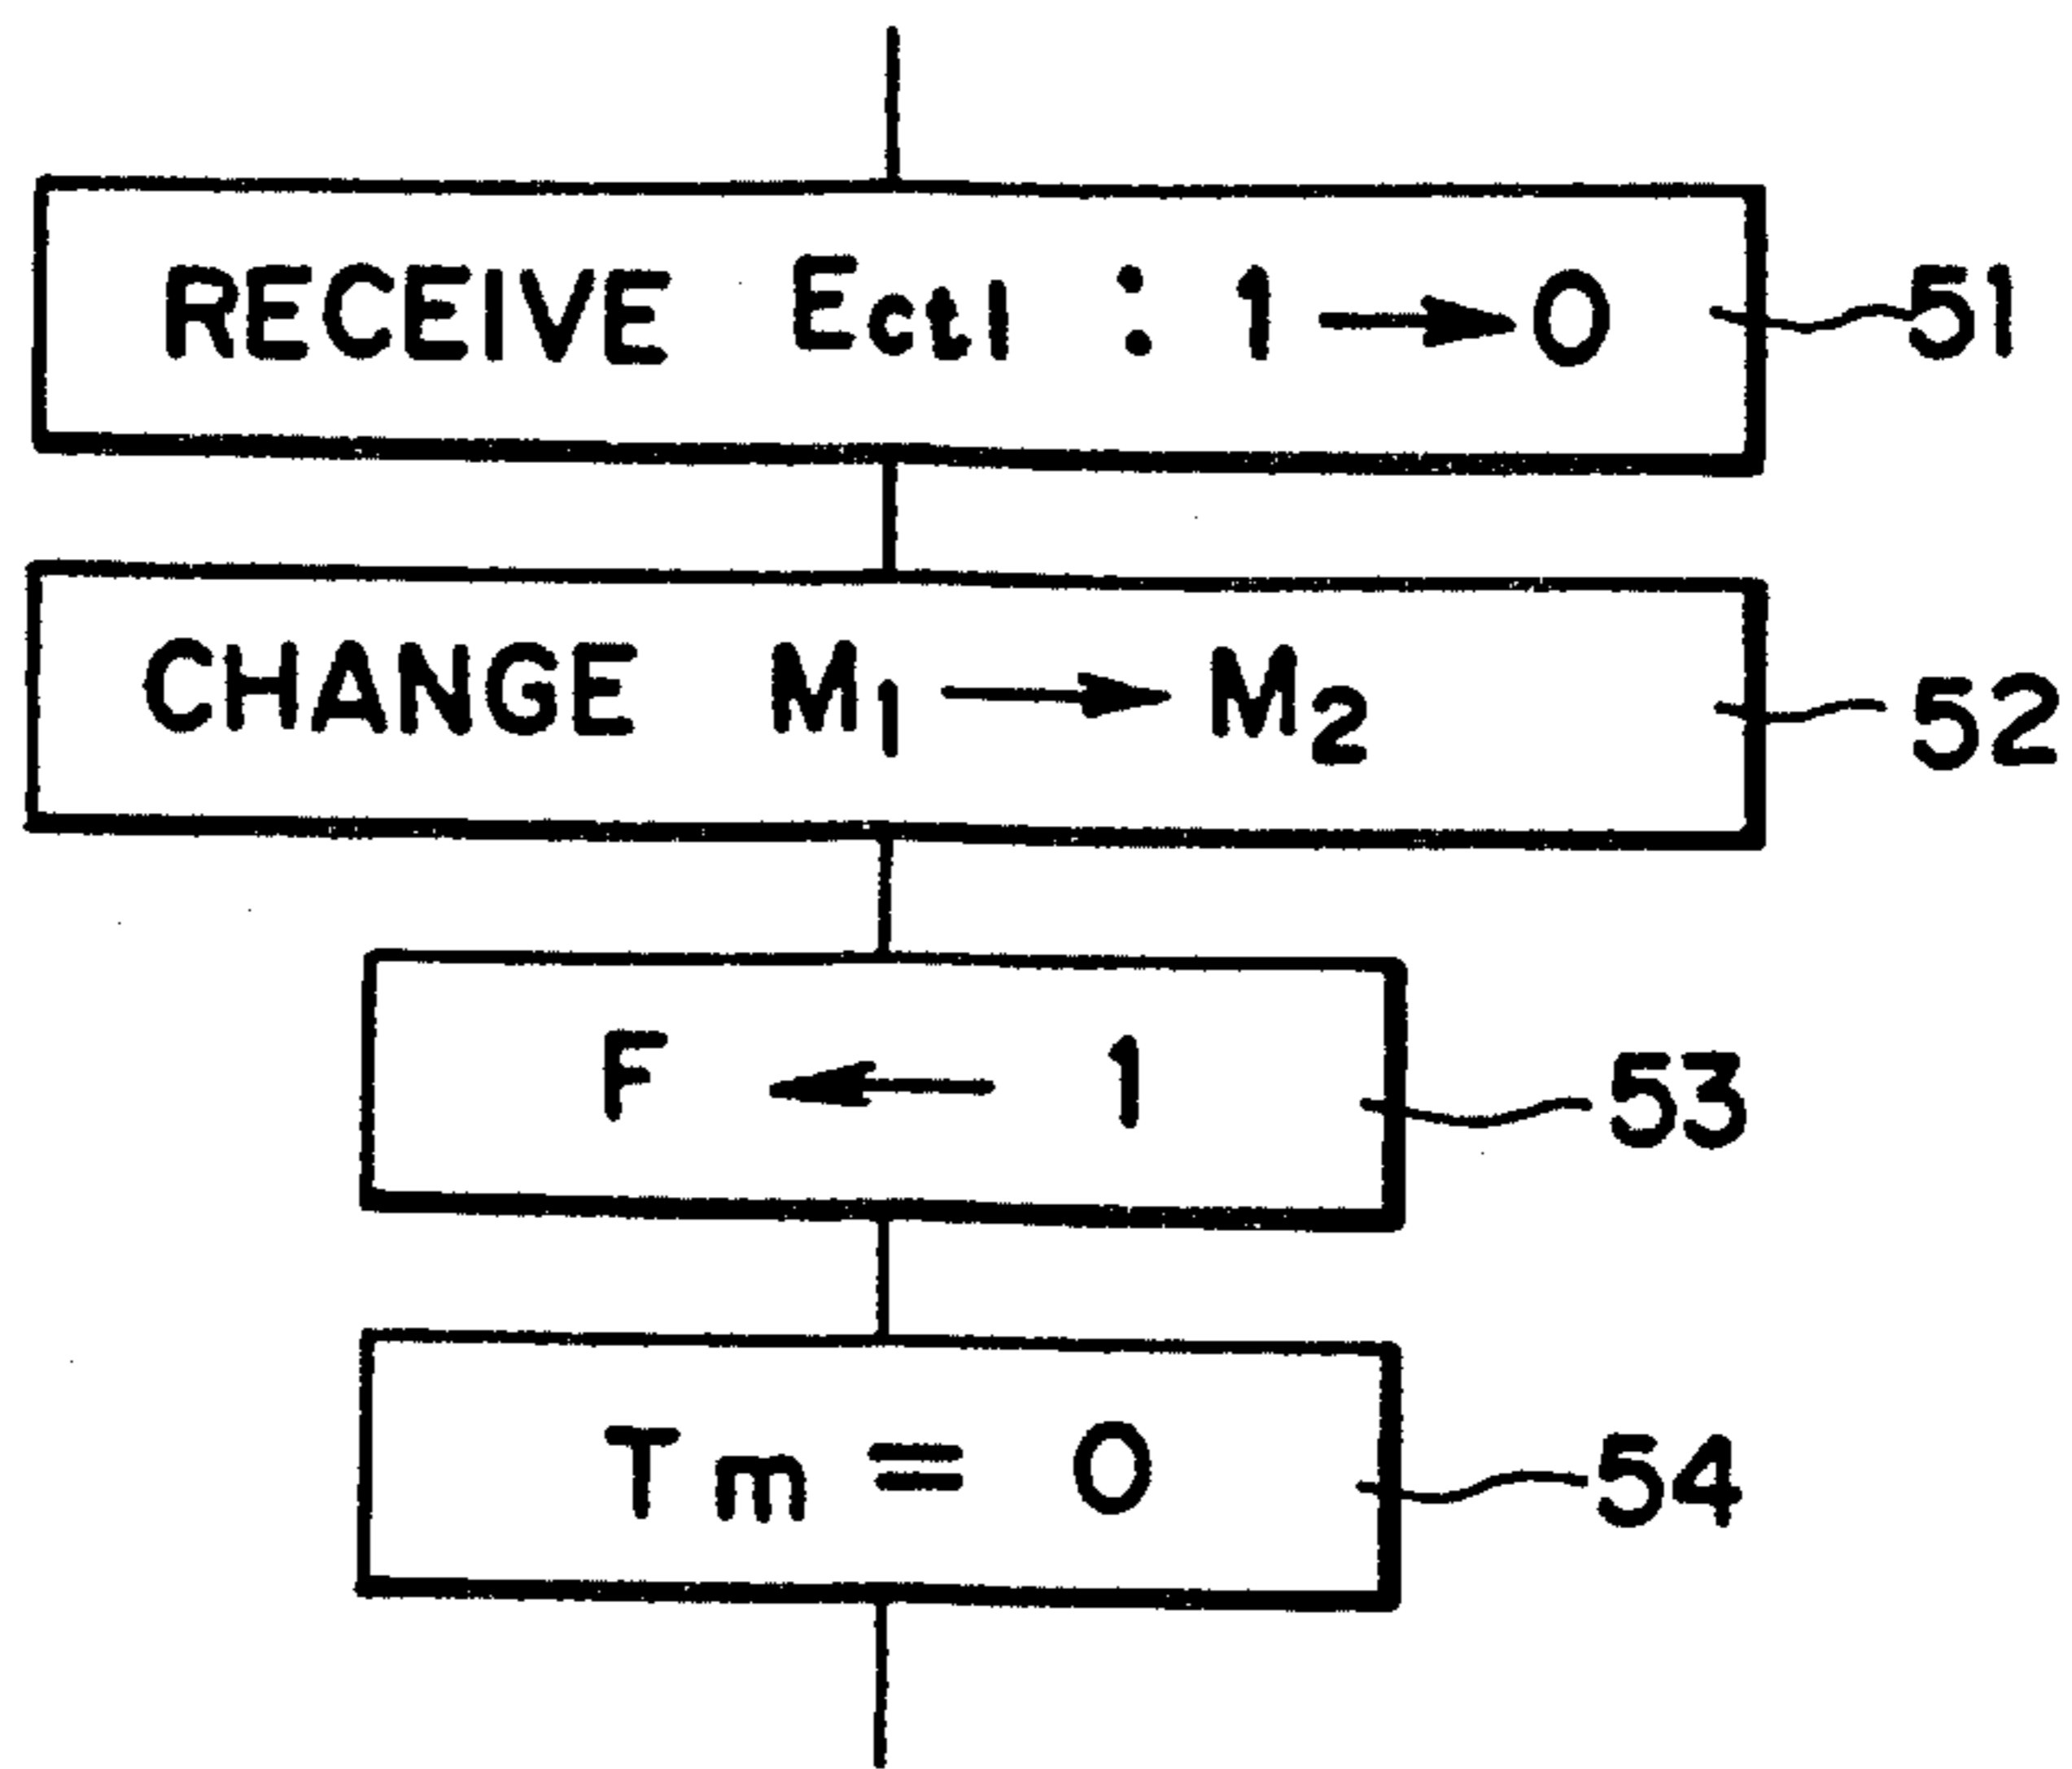 RECEIVE Ectl : 1 → 0 51
CHANGE M1 → M2 52
F ← 1 53
Tm = 0 54